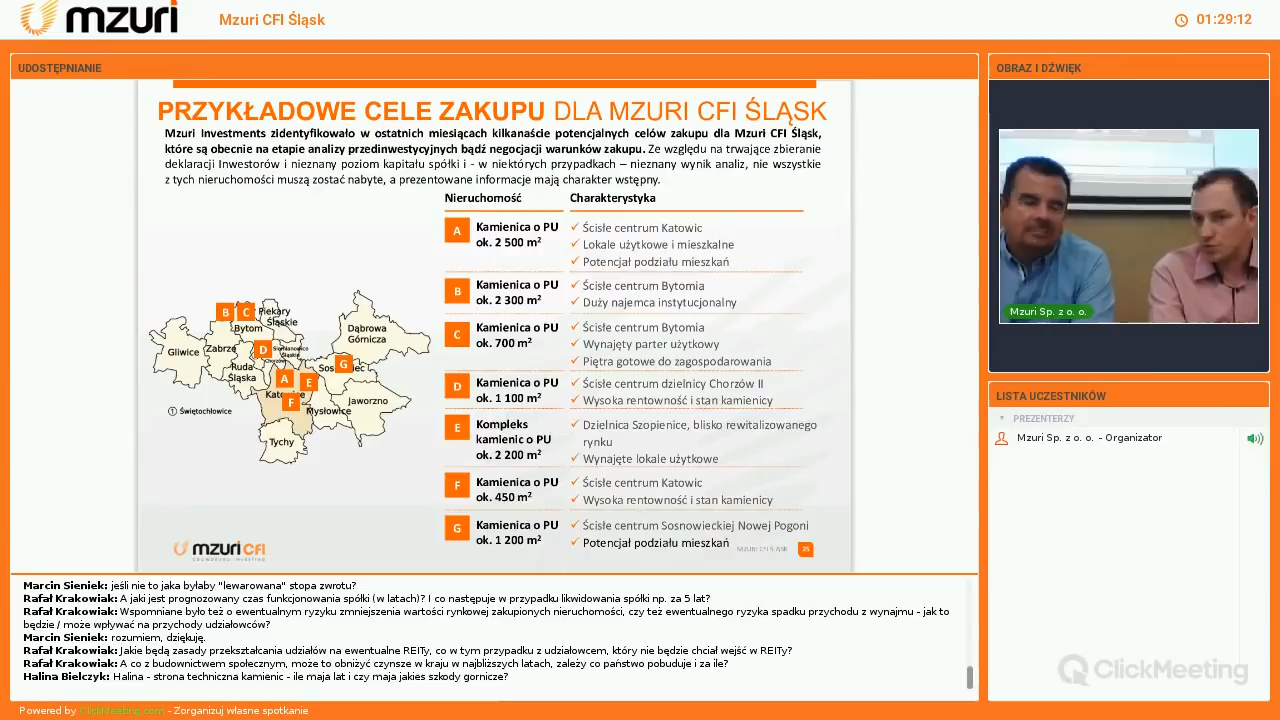 mzuri
Mzuri CFI Śląsk
01:29:12
UDOSTĘPNIANIE
PRZYKŁADOWE CELE ZAKUPU DLA MZURI CFI ŚLĄSK
Mzuri Investments zidentyfikowało w ostatnich miesiącach kilkanaście potencjalnych celów zakupu dla Mzuri CFI Śląsk,
które są obecnie na etapie analizy przedinwestycyjnych bądź negocjacji warunków zakupu. Ze względu na trwające zbieranie
deklaracji Inwestorów i nieznany poziom kapitału spółki i - w niektórych przypadkach – nieznany wynik analiz, nie wszystkie
z tych nieruchomości muszą zostać nabyte, a prezentowane informacje mają charakter wstępny.
Nieruchomość
Charakterystyka
A
Kamienica o PU
ok. 2 500 m²
✓ Ścisłe centrum Katowic
✓ Lokale użytkowe i mieszkalne
✓ Potencjał podziału mieszkań
B
Kamienica o PU
ok. 2 300 m²
✓ Ścisłe centrum Bytomia
✓ Duży najemca instytucjonalny
C
Kamienica o PU
ok. 700 m²
✓ Ścisłe centrum Bytomia
✓ Wynajęty parter użytkowy
✓ Piętra gotowe do zagospodarowania
D
Kamienica o PU
ok. 1 100 m²
✓ Ścisłe centrum dzielnicy Chorzów II
✓ Wysoka rentowność i stan kamienicy
E
Kompleks
kamienic o PU
ok. 2 200 m²
✓ Dzielnica Szopienice, blisko rewitalizowanego
rynku
✓ Wynajęte lokale użytkowe
F
Kamienica o PU
ok. 450 m²
✓ Ścisłe centrum Katowic
✓ Wysoka rentowność i stan kamienicy
G
Kamienica o PU
ok. 1 200 m²
✓ Ścisłe centrum Sosnowieckiej Nowej Pogoni
✓ Potencjał podziału mieszkań
B C Piekary
Śląskie
Bytom
Dąbrowa
Górnicza
Gliwice
Zabrze
D
Siemianowice
Śląskie
Ruda
Śląska
G
A E
F
Mysłowice
Jaworzno
① Świętochłowice
Tychy
mzuri CFI
MZURI CFI ŚLĄSK
25
Marcin Sieniek: jeśli nie to jaka byłaby "lewarowana" stopa zwrotu?
Rafał Krakowiak: A jaki jest prognozowany czas funkcjonowania spółki (w latach)? I co następuje w przypadku likwidowania spółki np. za 5 lat?
Rafał Krakowiak: Wspomniane było też o ewentualnym ryzyku zmniejszenia wartości rynkowej zakupionych nieruchomości, czy też ewentualnego ryzyka spadku przychodu z wynajmu - jak to
będzie / może wpływać na przychody udziałowców?
Marcin Sieniek: rozumiem, dziękuję.
Rafał Krakowiak: Jakie będą zasady przekształcania udziałów na ewentualne REITy, co w tym przypadku z udziałowcem, który nie będzie chciał wejść w REITy?
Rafał Krakowiak: A co z budownictwem społecznym, może to obniżyć czynsze w kraju w najbliższych latach, zależy co państwo pobuduje i za ile?
Halina Bielczyk: Halina - strona techniczna kamienic - ile maja lat i czy maja jakies szkody gornicze?
OBRAZ I DŹWIĘK
Mzuri Sp. z o. o.
LISTA UCZESTNIKÓW
PREZENTERZY
Mzuri Sp. z o. o. - Organizator
ClickMeeting
Powered by ClickMeeting.com - Zorganizuj własne spotkanie